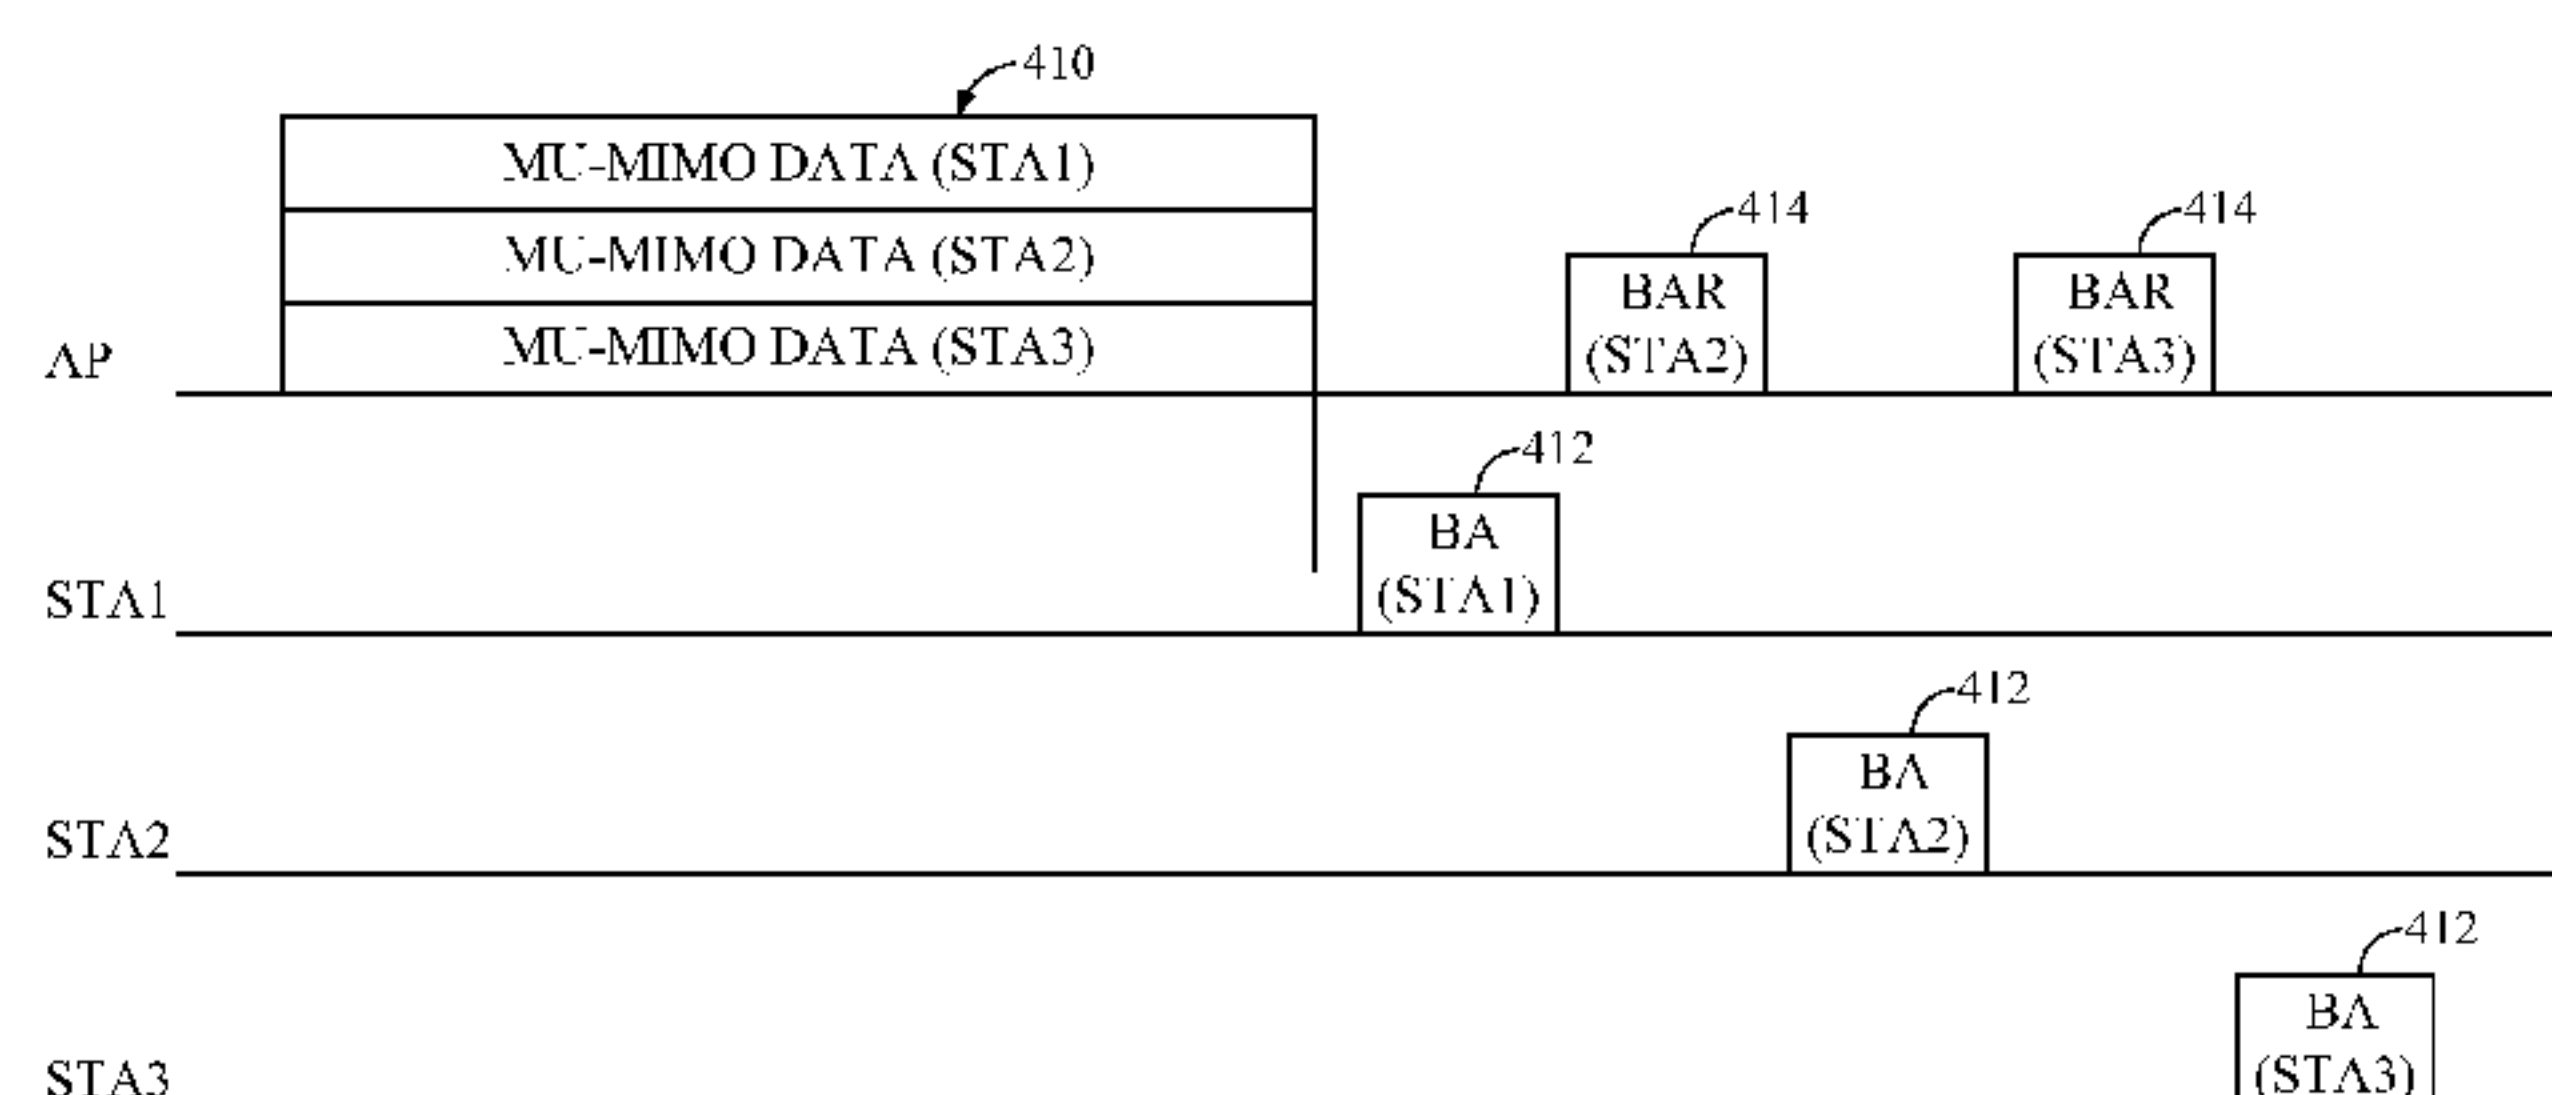 410
MU-MIMO DATA (STA1)
414
414
MU-MIMO DATA (STA2)
BAR
(STA2)
BAR
(STA3)
MU-MIMO DATA (STA3)
AP
412
BA
(STA1)
STA1
412
BA
(STA2)
STA2
412
BA
(STA3)
STA3